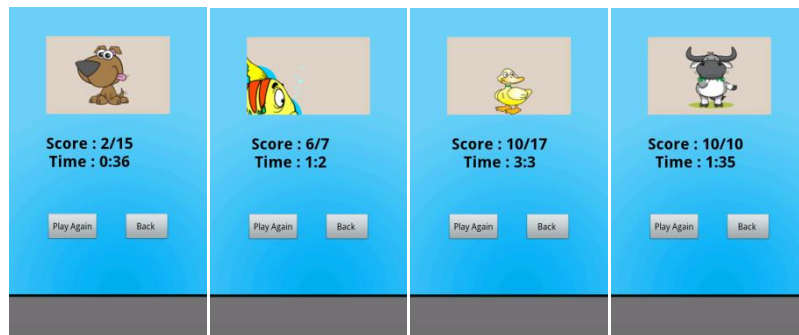 Score : 2/15
Time : 0:36
Play Again
Back
Score : 6/7
Time : 1:2
Play Again
Back
Score : 10/17
Time : 3:3
Play Again
Back
Score : 10/10
Time : 1:35
Play Again
Back